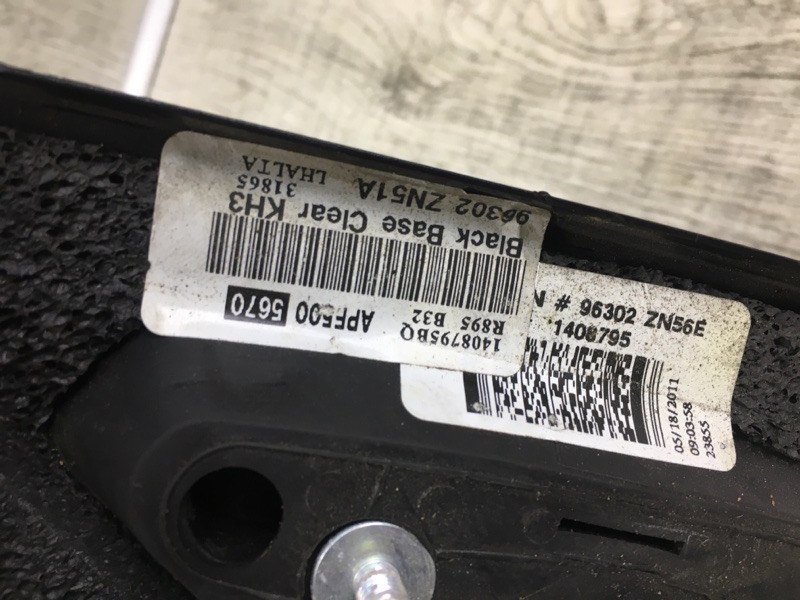 1408795BQ
R895 B32
APF500 5670
Black Base Clear KH3
96302 ZN51A
31865
LHALTA
N # 96302 ZN56E
1408795
05/18/2011
09:03:58
23855